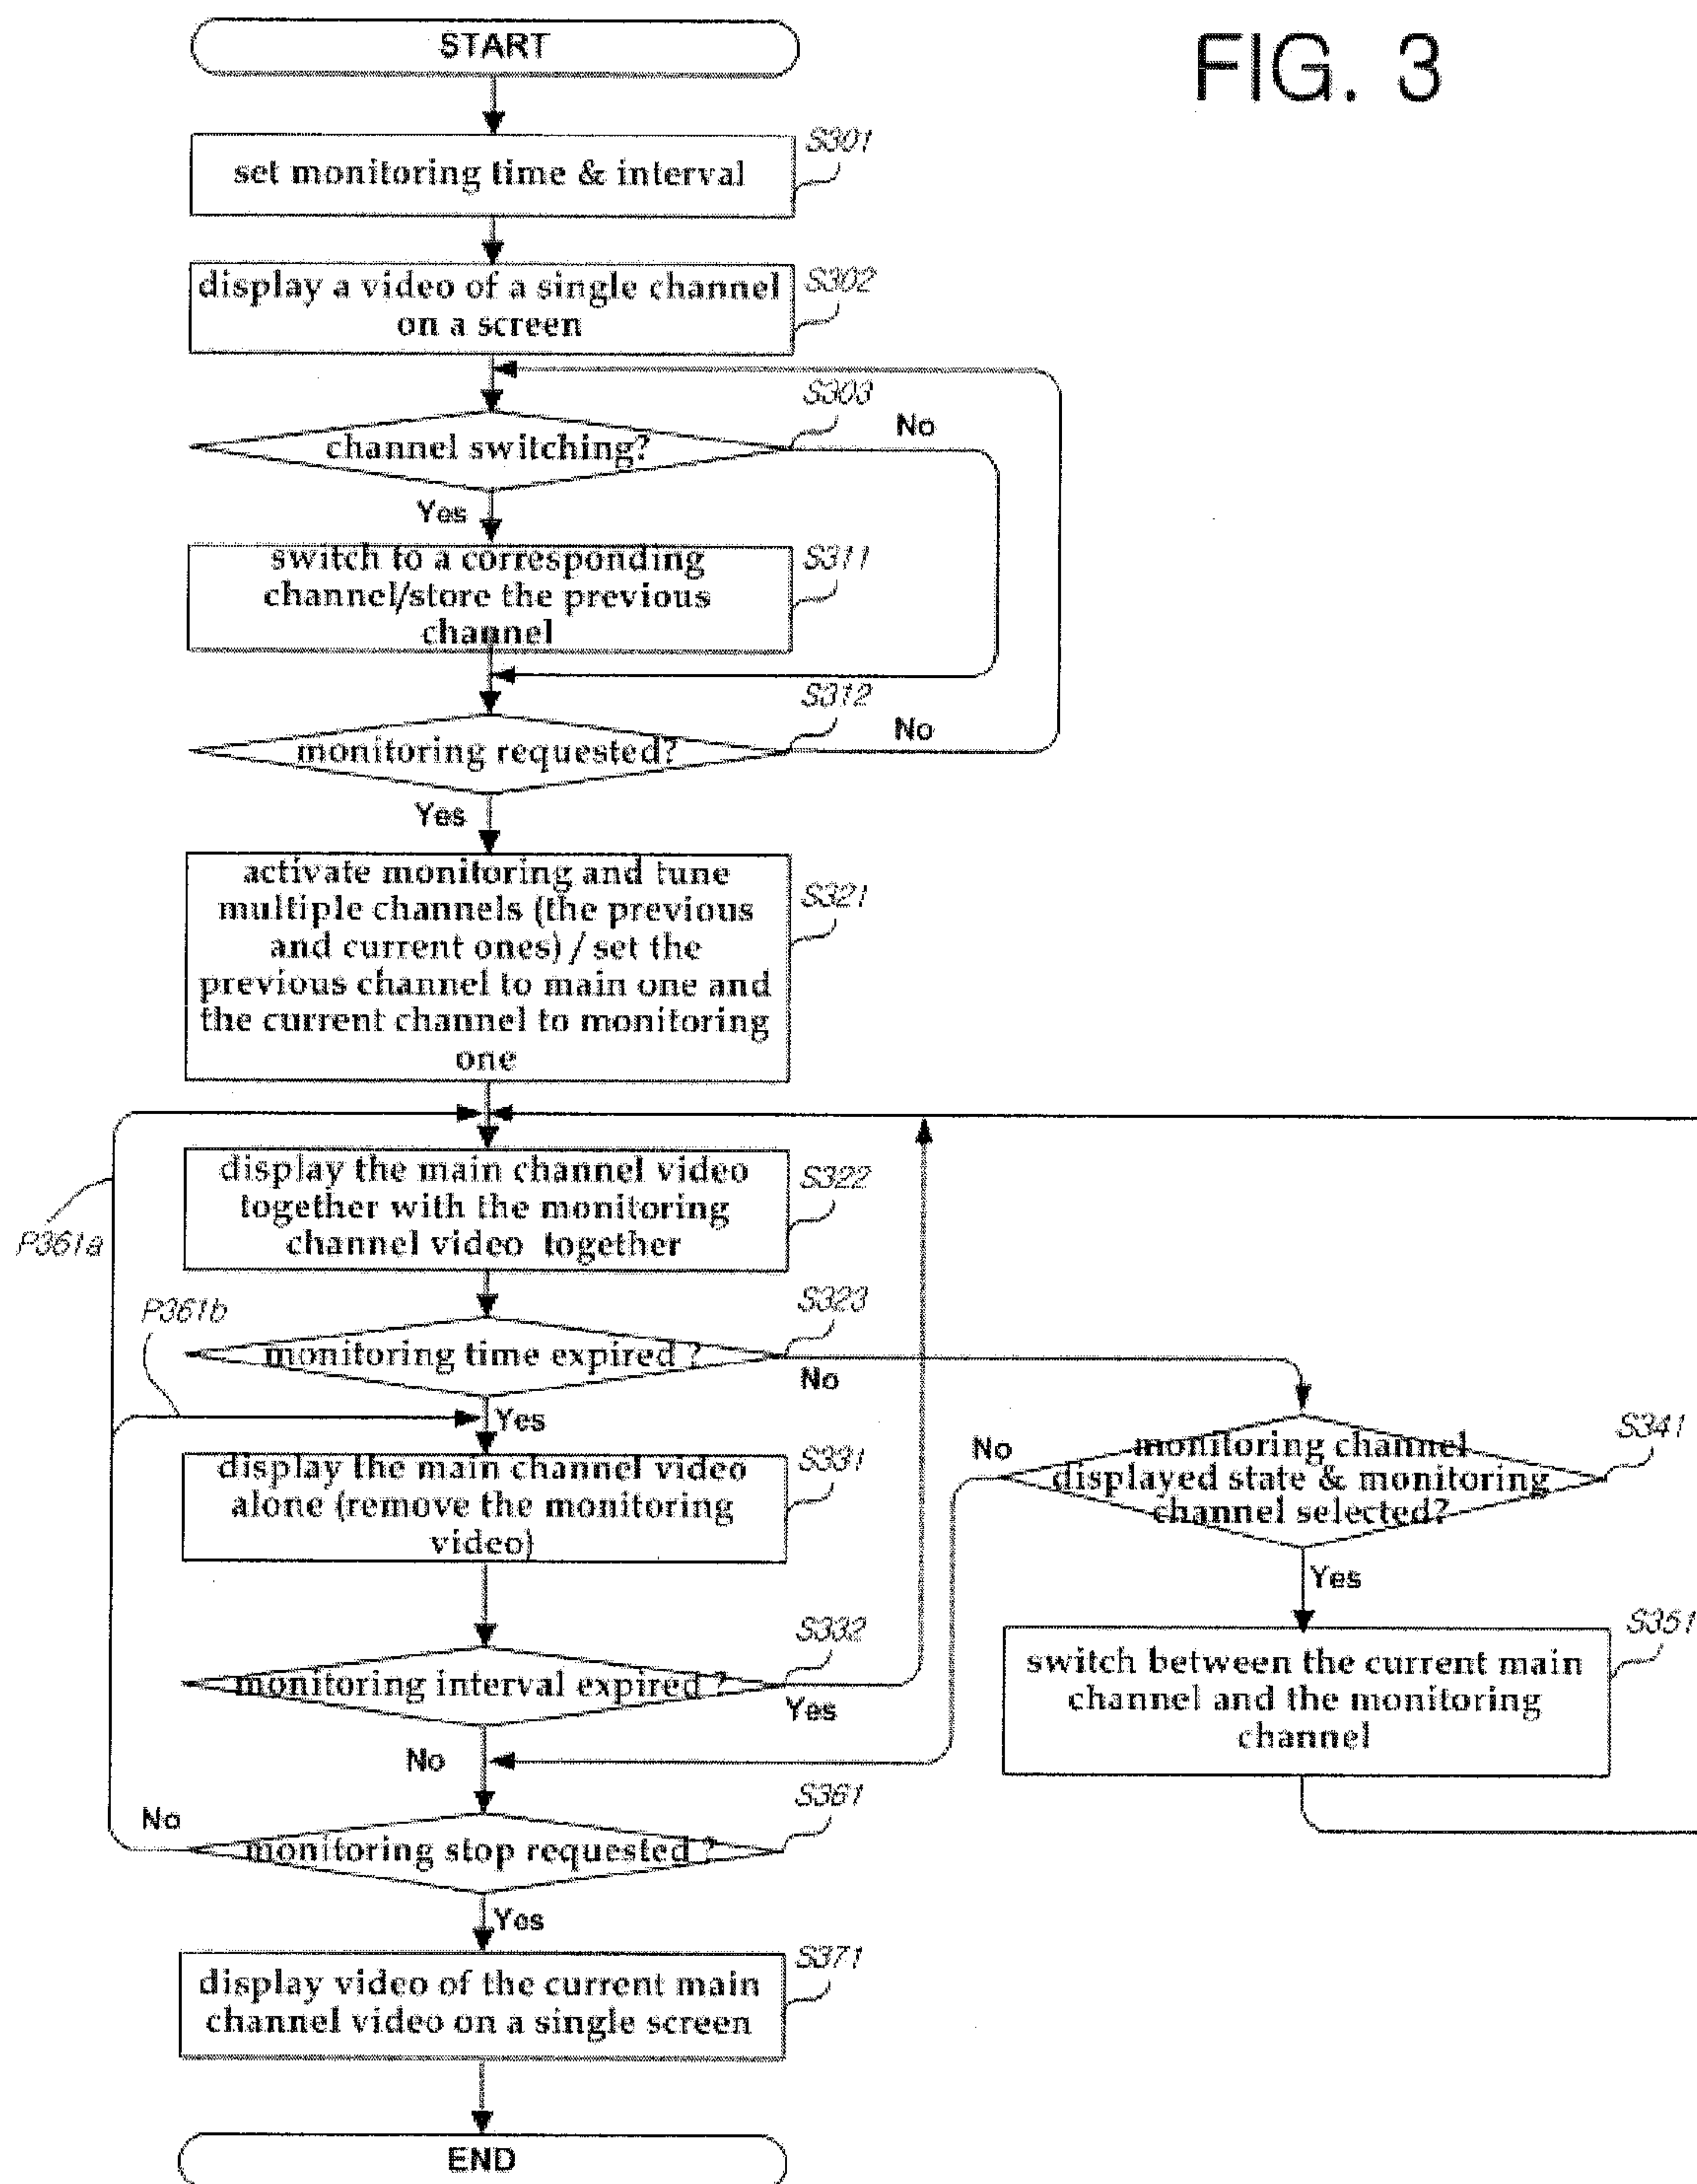 FIG. 3
START
S301
set monitoring time & interval
S302
display a video of a single channel
on a screen
S303
channel switching?
No
Yes
S311
switch to a corresponding
channel/store the previous
channel
S312
monitoring requested?
No
Yes
S321
activate monitoring and tune
multiple channels (the previous
and current ones) / set the
previous channel to main one and
the current channel to monitoring
one
P361a
S322
display the main channel video
together with the monitoring
channel video together
P361b
S323
monitoring time expired ?
No
Yes
S331
display the main channel video
alone (remove the monitoring
video)
S341
No
monitoring channel
displayed state & monitoring
channel selected?
Yes
S332
monitoring interval expired ?
Yes
No
S351
switch between the current main
channel and the monitoring
channel
S361
No
monitoring stop requested ?
Yes
S371
display video of the current main
channel video on a single screen
END